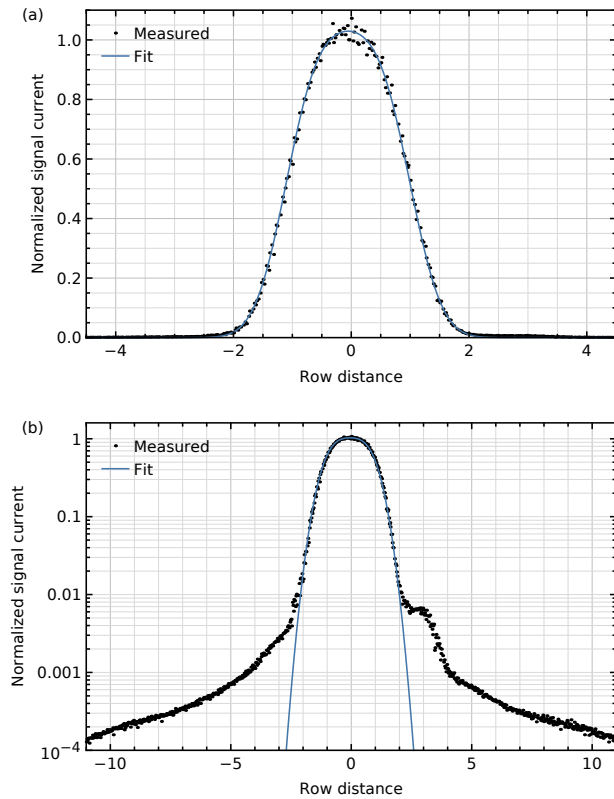 (a)
Measured
Fit
Normalized signal current
1.0
0.8
0.6
0.4
0.2
0.0
−4 −2 0 2 4
Row distance
(b)
Measured
Fit
Normalized signal current
1
0.1
0.01
0.001
10⁻⁴
−10 −5 0 5 10
Row distance